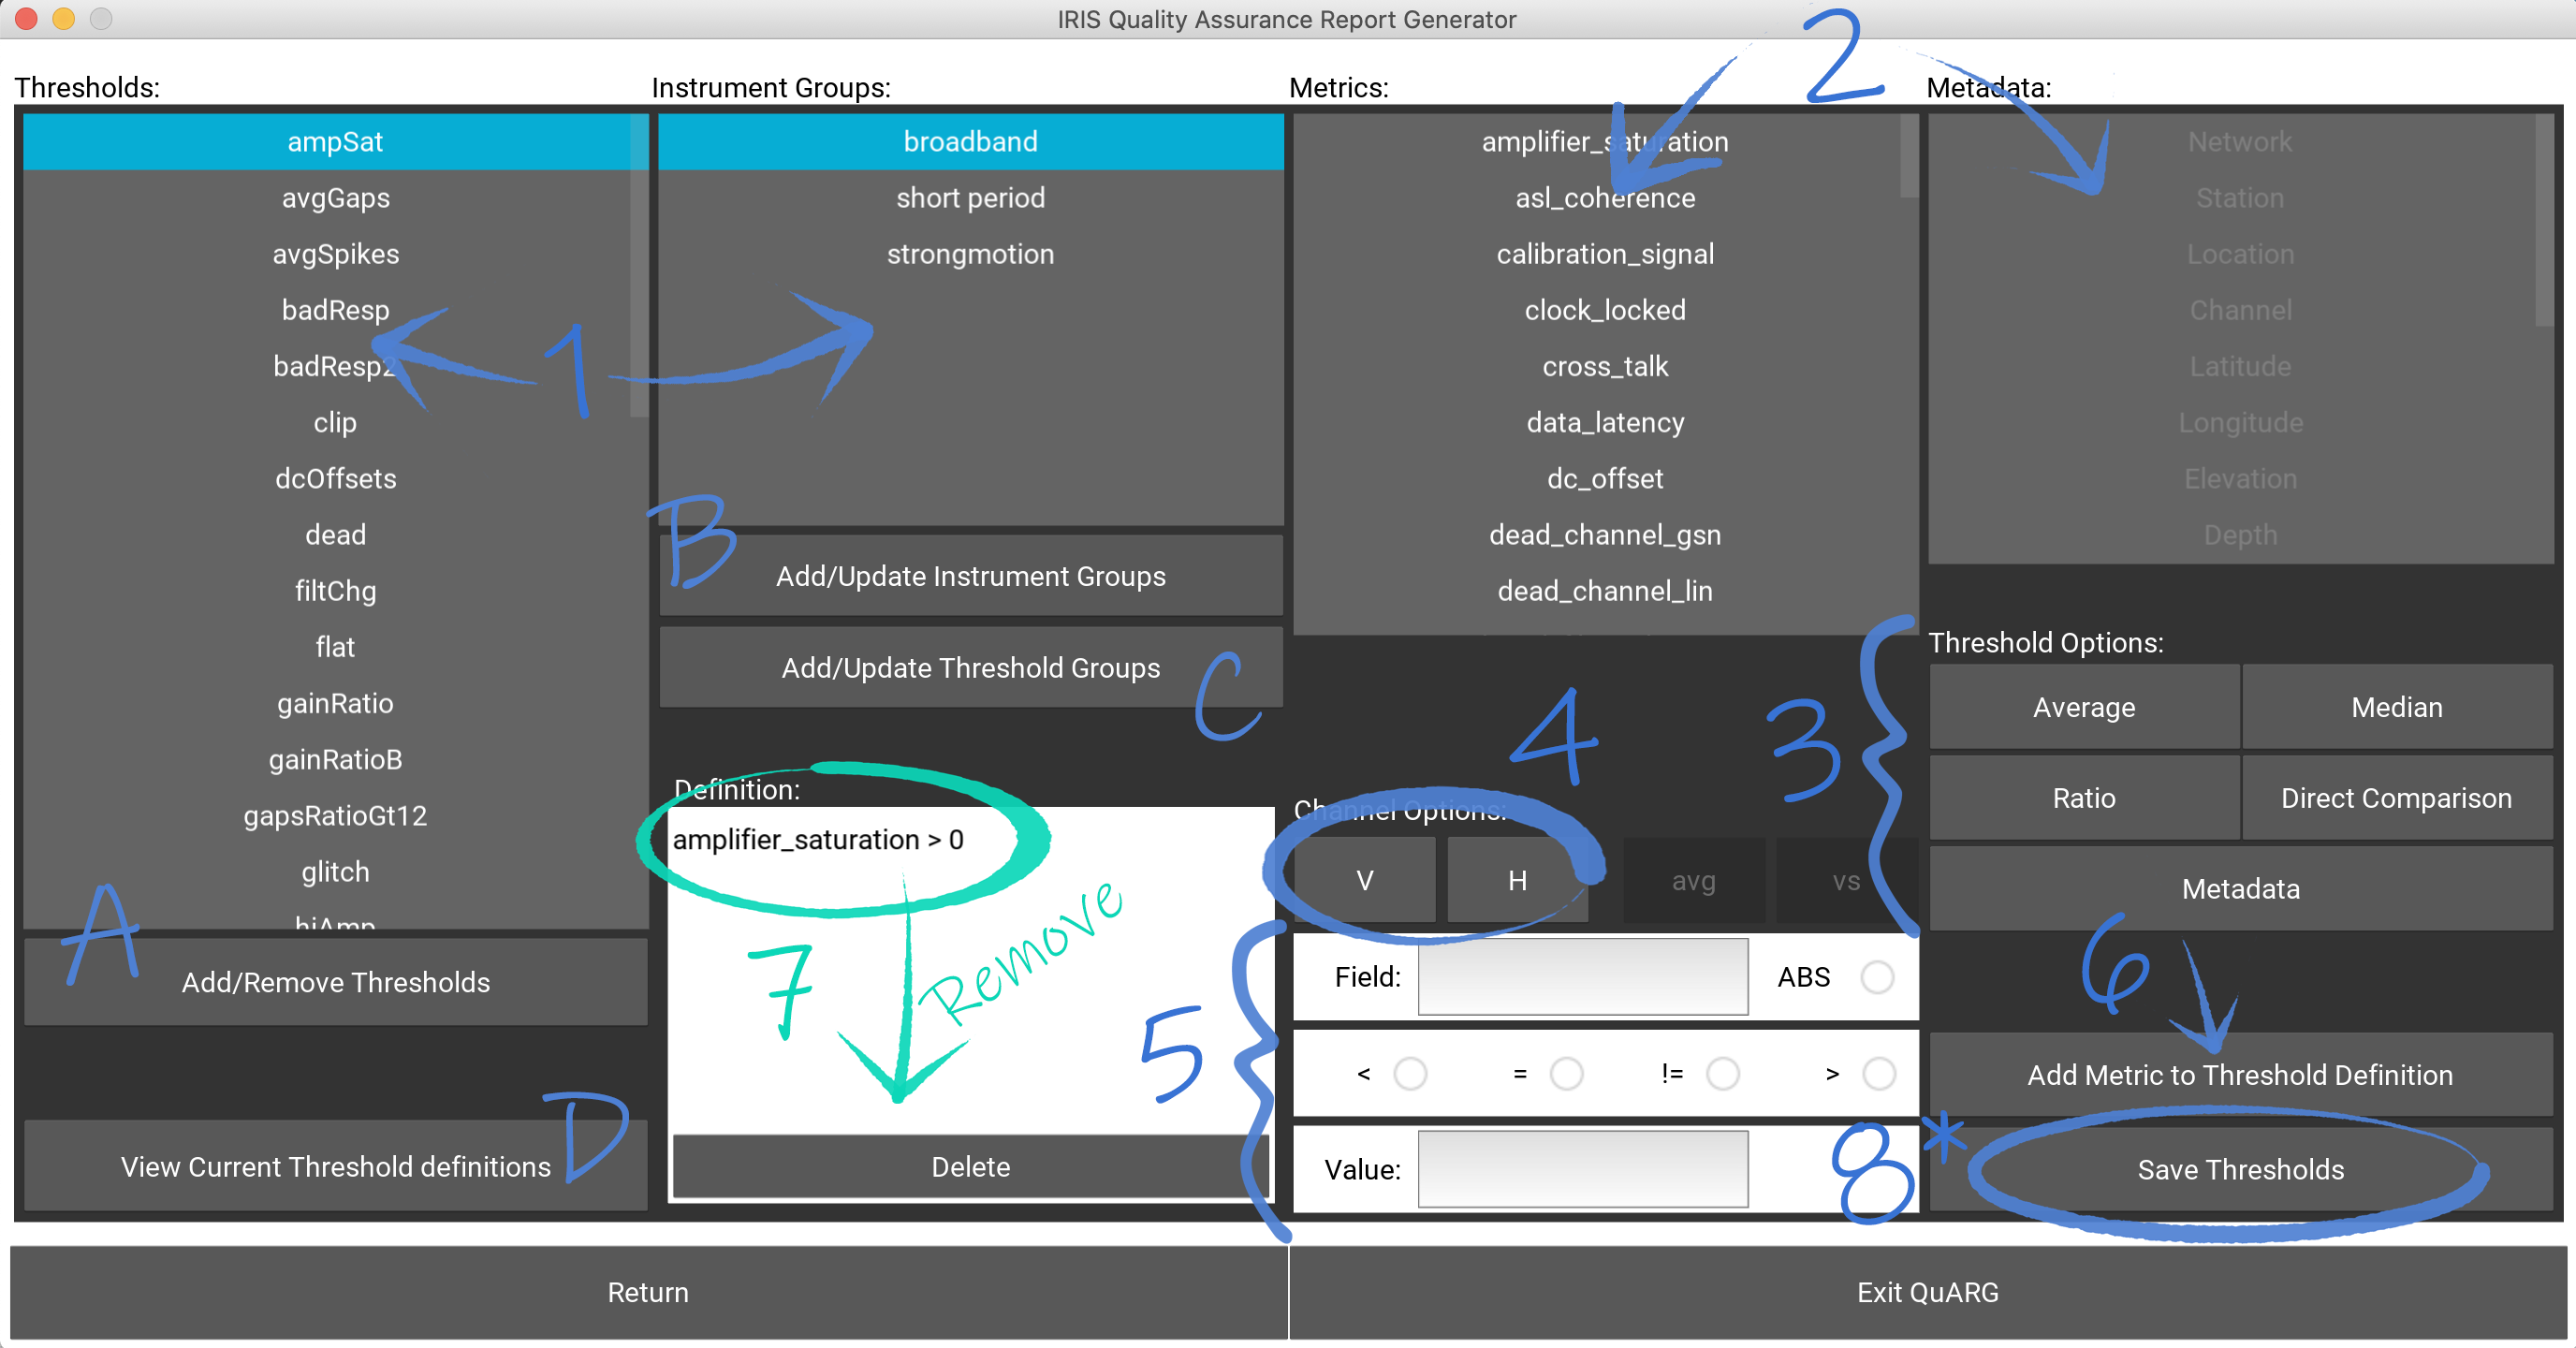 IRIS Quality Assurance Report Generator
2
Thresholds:
Instrument Groups:
Metrics:
Metadata:
ampSat
avgGaps
avgSpikes
badResp
badResp2
clip
dcOffsets
dead
filtChg
flat
gainRatio
gainRatioB
gapsRatioGt12
glitch
hiAmp
1
A
Add/Remove Thresholds
View Current Threshold definitions
D
broadband
short period
strongmotion
B
Add/Update Instrument Groups
Add/Update Threshold Groups
C
Definition:
amplifier_saturation > 0
7
Remove
Delete
amplifier_saturation
asl_coherence
calibration_signal
clock_locked
cross_talk
data_latency
dc_offset
dead_channel_gsn
dead_channel_lin
4
Channel Options:
V H avg vs
5
Field: ABS
< = != >
Value:
Network
Station
Location
Channel
Latitude
Longitude
Elevation
Depth
3
Threshold Options:
Average Median
Ratio Direct Comparison
Metadata
6
Add Metric to Threshold Definition
8*
Save Thresholds
Return
Exit QuARG